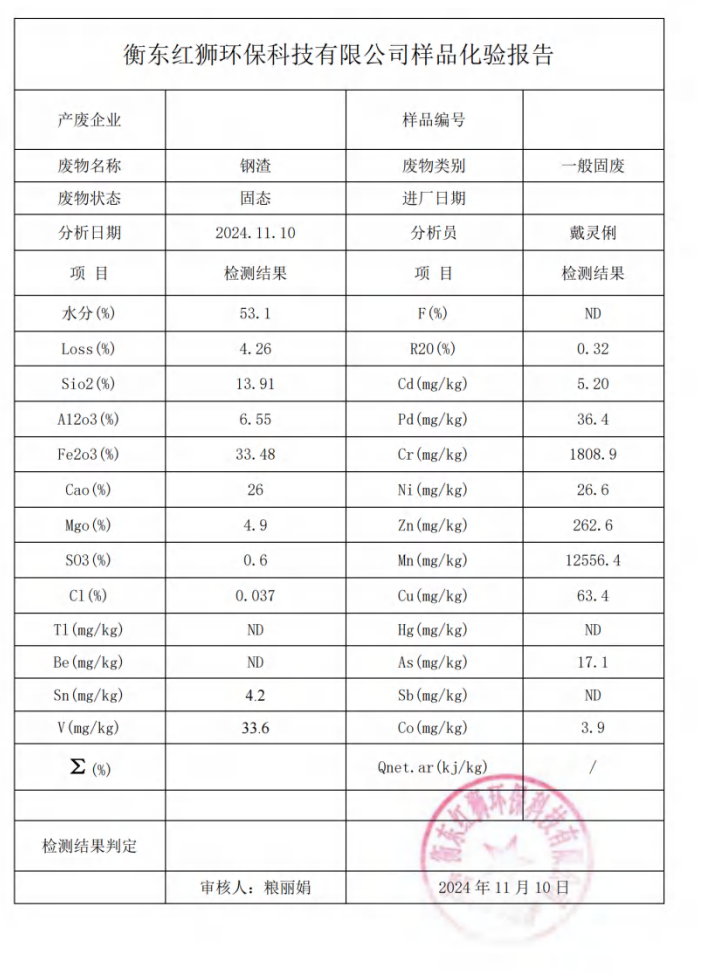 衡东红狮环保科技有限公司样品化验报告
产废企业 样品编号
废物名称 钢渣 废物类别 一般固废
废物状态 固态 进厂日期
分析日期 2024.11.10 分析员 戴灵俐
项 目 检测结果 项 目 检测结果
水分(%) 53.1 F(%) ND
Loss(%) 4.26 R2O(%) 0.32
Sio2(%) 13.91 Cd(mg/kg) 5.20
Al2o3(%) 6.55 Pd(mg/kg) 36.4
Fe2o3(%) 33.48 Cr(mg/kg) 1808.9
Cao(%) 26 Ni(mg/kg) 26.6
Mgo(%) 4.9 Zn(mg/kg) 262.6
SO3(%) 0.6 Mn(mg/kg) 12556.4
Cl(%) 0.037 Cu(mg/kg) 63.4
Tl(mg/kg) ND Hg(mg/kg) ND
Be(mg/kg) ND As(mg/kg) 17.1
Sn(mg/kg) 4.2 Sb(mg/kg) ND
V(mg/kg) 33.6 Co(mg/kg) 3.9
Σ(%) Qnet.ar(kj/kg) /
检测结果判定
审核人：粮丽娟 2024年11月10日
衡东红狮环保科技有限